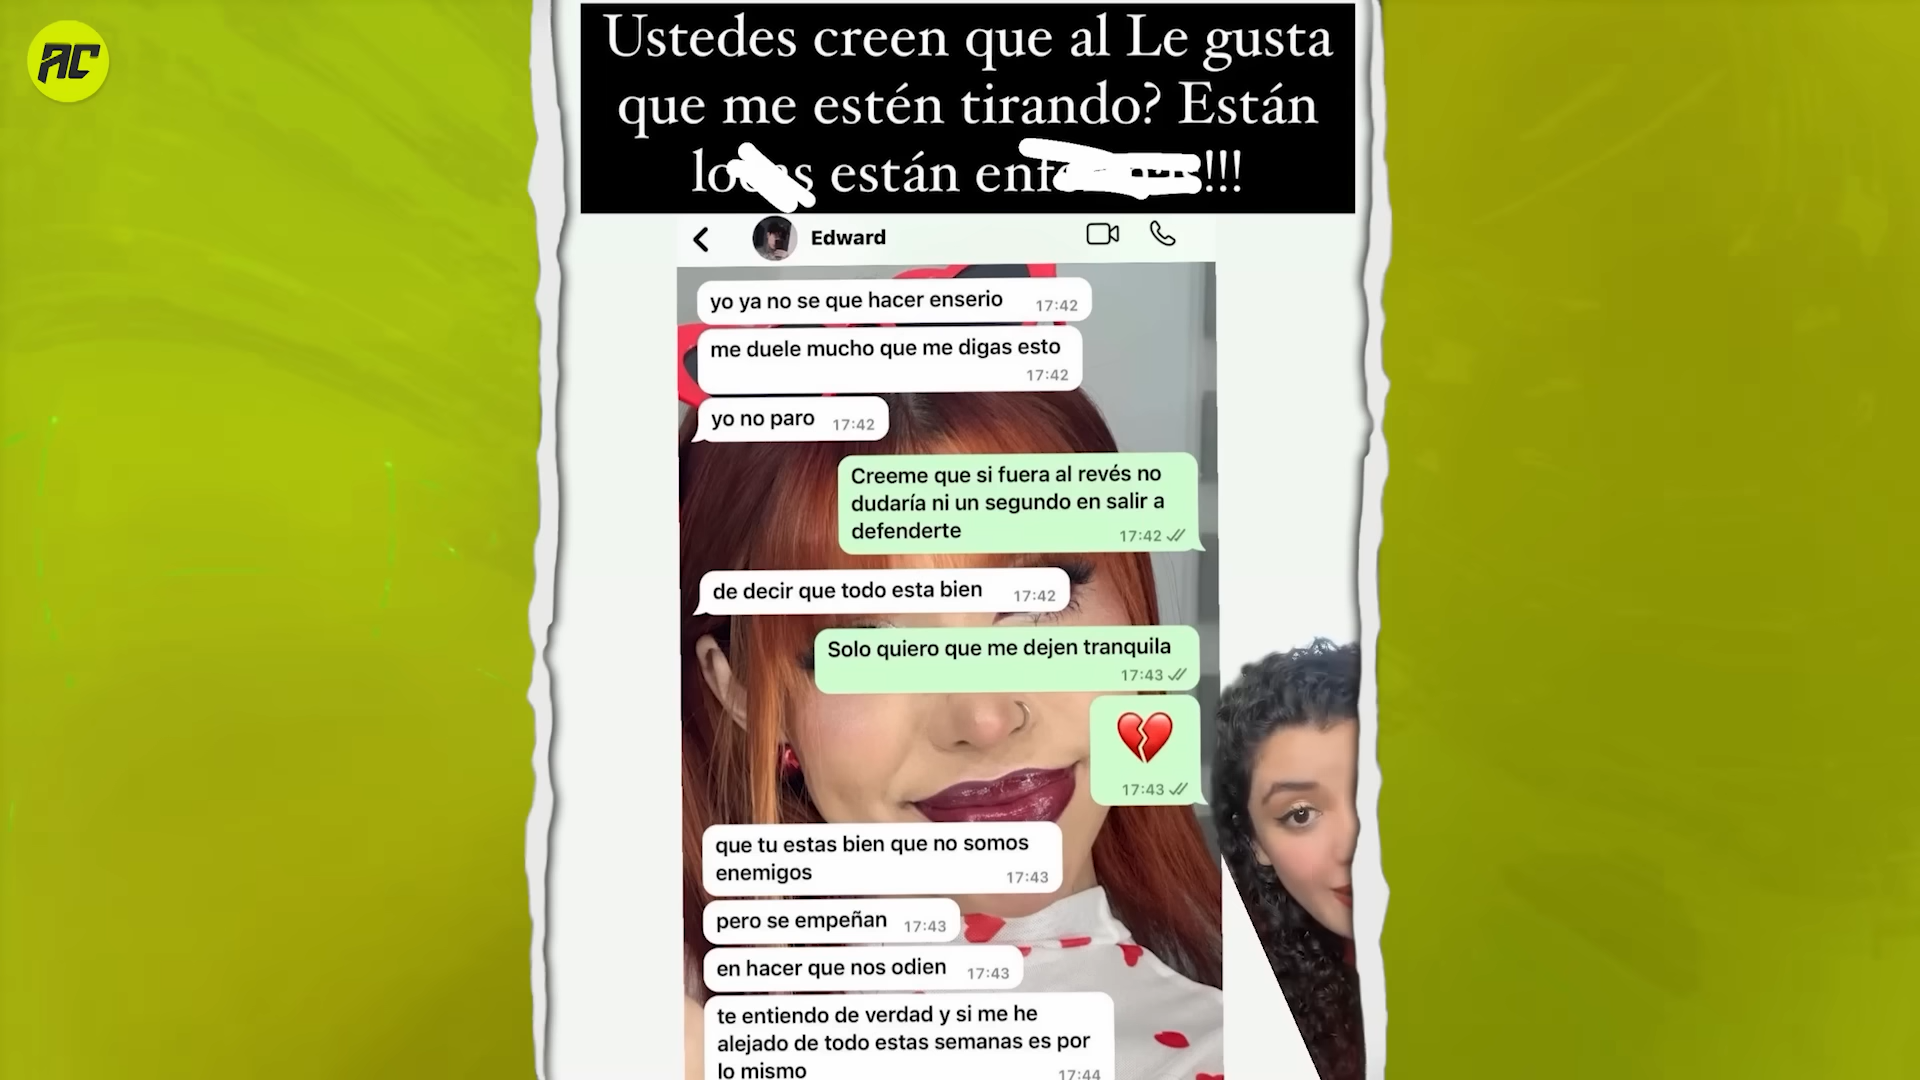 AC
Ustedes creen que al Le gusta
que me estén tirando? Están
están !!!
Edward
yo ya no se que hacer enserio 17:42
me duele mucho que me digas esto
17:42
yo no paro 17:42
Creeme que si fuera al revés no
dudaría ni un segundo en salir a
defenderte 17:42
de decir que todo esta bien 17:42
Solo quiero que me dejen tranquila
17:43
17:43
que tu estas bien que no somos
enemigos 17:43
pero se empeñan 17:43
en hacer que nos odien 17:43
te entiendo de verdad y si me he
alejado de todo estas semanas es por
lo mismo 17:44